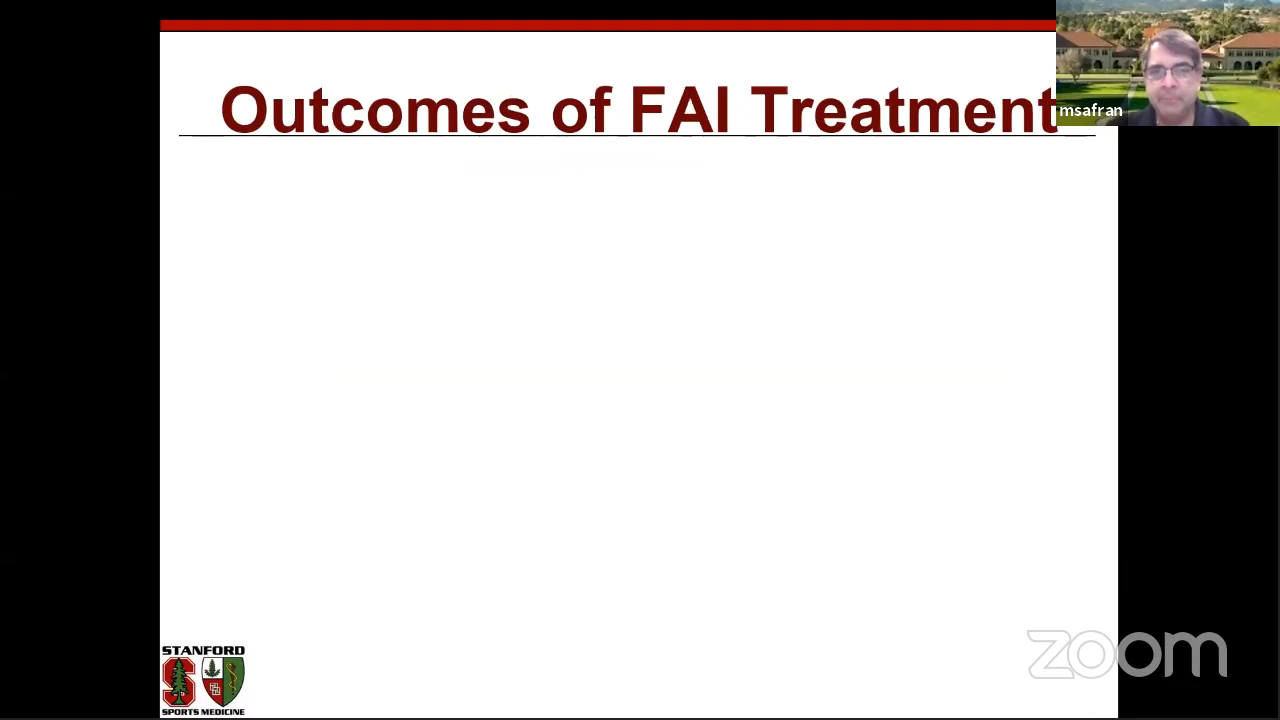 Outcomes of FAI Treatment
msafran
STANFORD
S
SPORTS MEDICINE
zoom